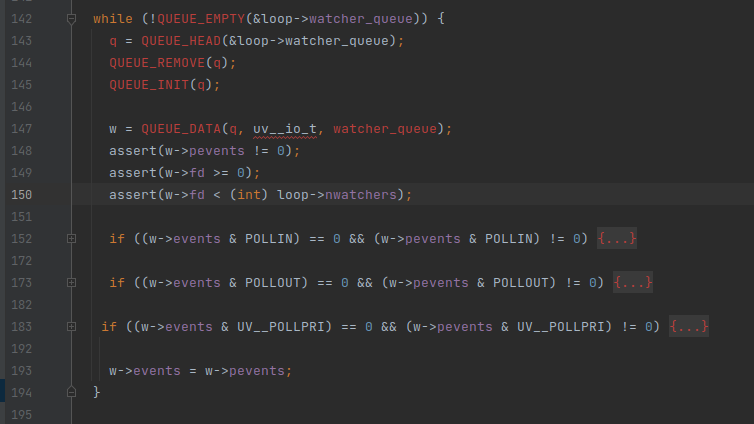 142 while (!QUEUE_EMPTY(&loop->watcher_queue)) {
143 q = QUEUE_HEAD(&loop->watcher_queue);
144 QUEUE_REMOVE(q);
145 QUEUE_INIT(q);
146
147 w = QUEUE_DATA(q, uv__io_t, watcher_queue);
148 assert(w->pevents != 0);
149 assert(w->fd >= 0);
150 assert(w->fd < (int) loop->nwatchers);
151
152 if ((w->events & POLLIN) == 0 && (w->pevents & POLLIN) != 0) {...}
172
173 if ((w->events & POLLOUT) == 0 && (w->pevents & POLLOUT) != 0) {...}
182
183 if ((w->events & UV__POLLPRI) == 0 && (w->pevents & UV__POLLPRI) != 0) {...}
192
193 w->events = w->pevents;
194 }
195